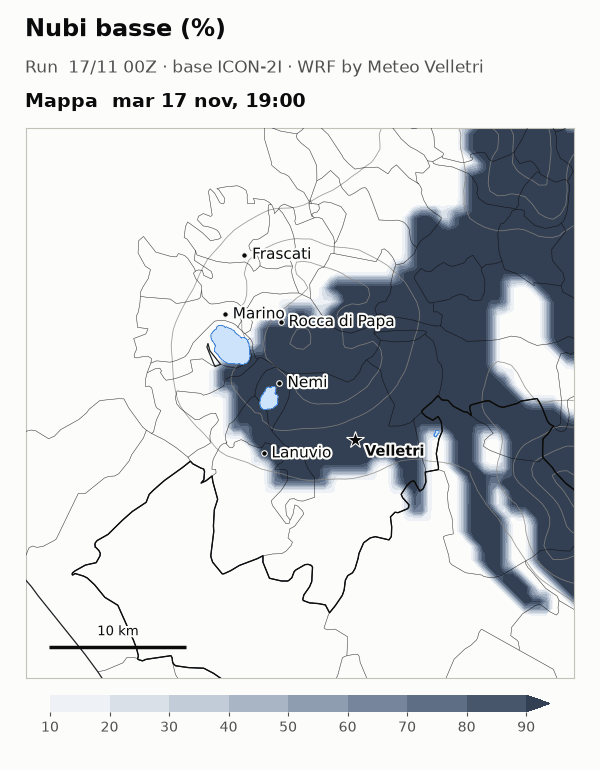 Nubi basse (%)
Run  17/11 00Z · base ICON-2I · WRF by Meteo Velletri
Mappa  mar 17 nov, 19:00
Frascati
Marino
Rocca di Papa
Nemi
Velletri
Lanuvio
10 km
10 20 30 40 50 60 70 80 90